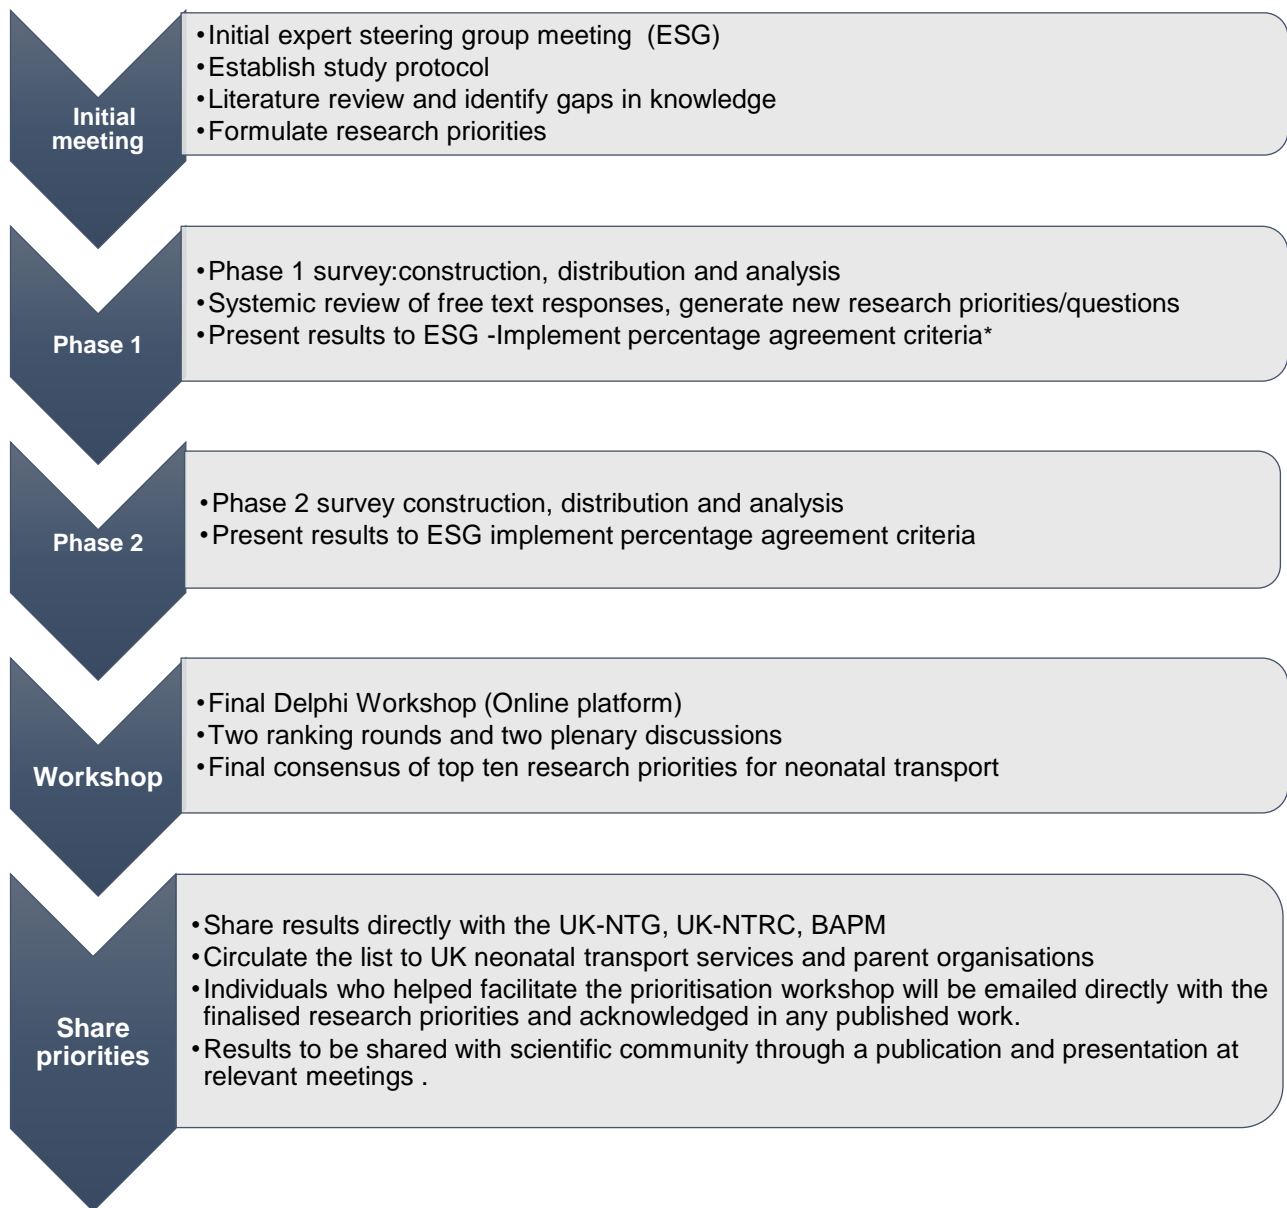 Initial
meeting
•Initial expert steering group meeting  (ESG)
•Establish study protocol
•Literature review and identify gaps in knowledge
•Formulate research priorities
Phase 1
•Phase 1 survey:construction, distribution and analysis
•Systemic review of free text responses, generate new research priorities/questions
•Present results to ESG -Implement percentage agreement criteria*
Phase 2
•Phase 2 survey construction, distribution and analysis
•Present results to ESG implement percentage agreement criteria
Workshop
•Final Delphi Workshop (Online platform)
•Two ranking rounds and two plenary discussions
•Final consensus of top ten research priorities for neonatal transport
Share
priorities
•Share results directly with the UK-NTG, UK-NTRC, BAPM
•Circulate the list to UK neonatal transport services and parent organisations
•Individuals who helped facilitate the prioritisation workshop will be emailed directly with the
finalised research priorities and acknowledged in any published work.
•Results to be shared with scientific community through a publication and presentation at
relevant meetings .